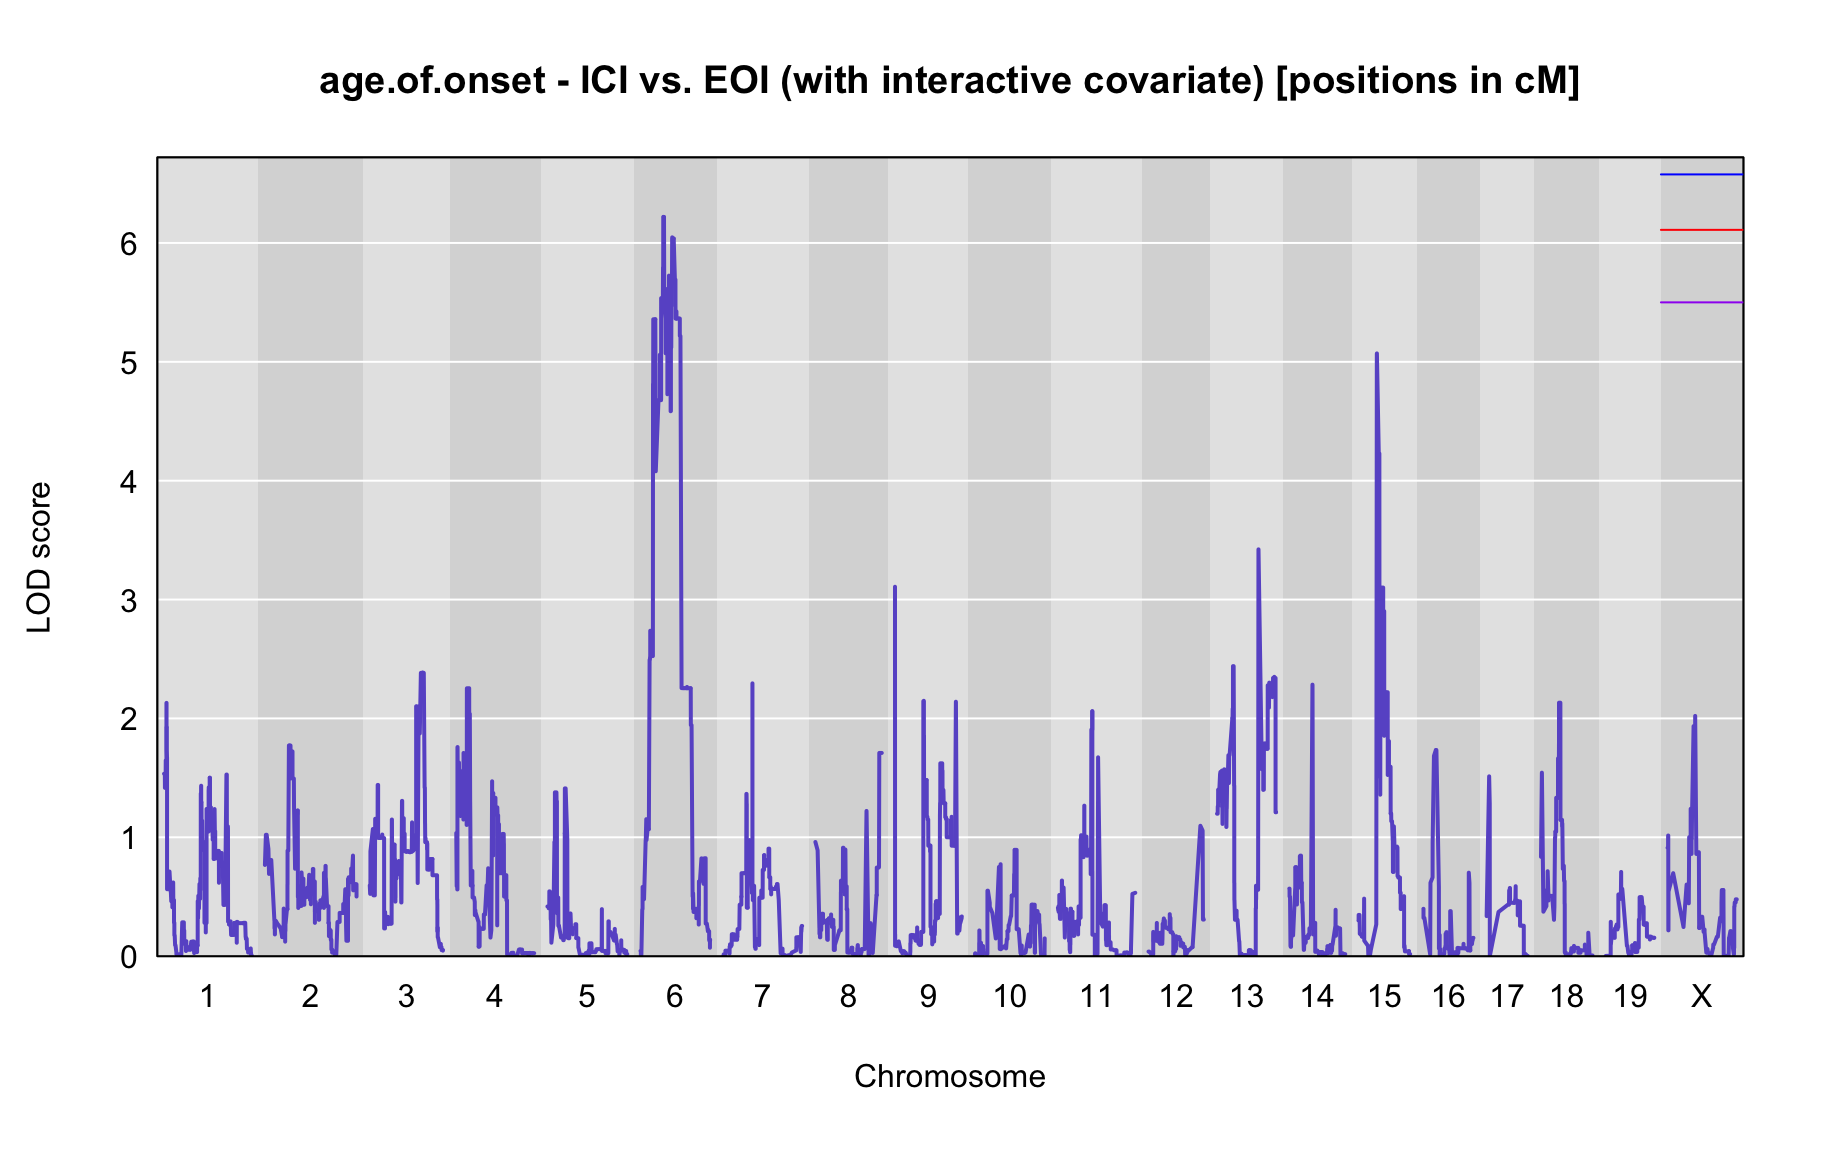 age.of.onset - ICI vs. EOI (with interactive covariate) [positions in cM]
LOD score
6
5
4
3
2
1
0
1 2 3 4 5 6 7 8 9 10 11 12 13 14 15 16 17 18 19 X
Chromosome